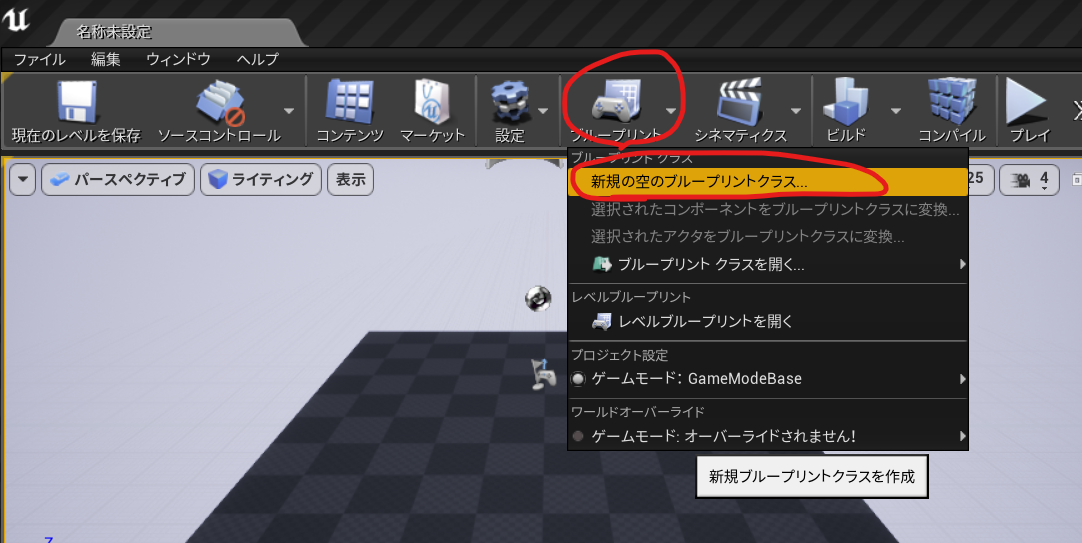 名称未設定
ファイル 編集 ウィンドウ ヘルプ
現在のレベルを保存 ソースコントロール コンテンツ マーケット 設定 ブループリント シネマティクス ビルド コンパイル プレイ
パースペクティブ ライティング 表示
25 4
ブループリント クラス
新規の空のブループリントクラス...
選択されたコンポーネントをブループリントクラスに変換...
選択されたアクタをブループリントクラスに変換...
ブループリント クラスを開く...
レベルブループリント
レベルブループリントを開く
プロジェクト設定
ゲームモード: GameModeBase
ワールドオーバーライド
ゲームモード: オーバーライドされません!
新規ブループリントクラスを作成
Z